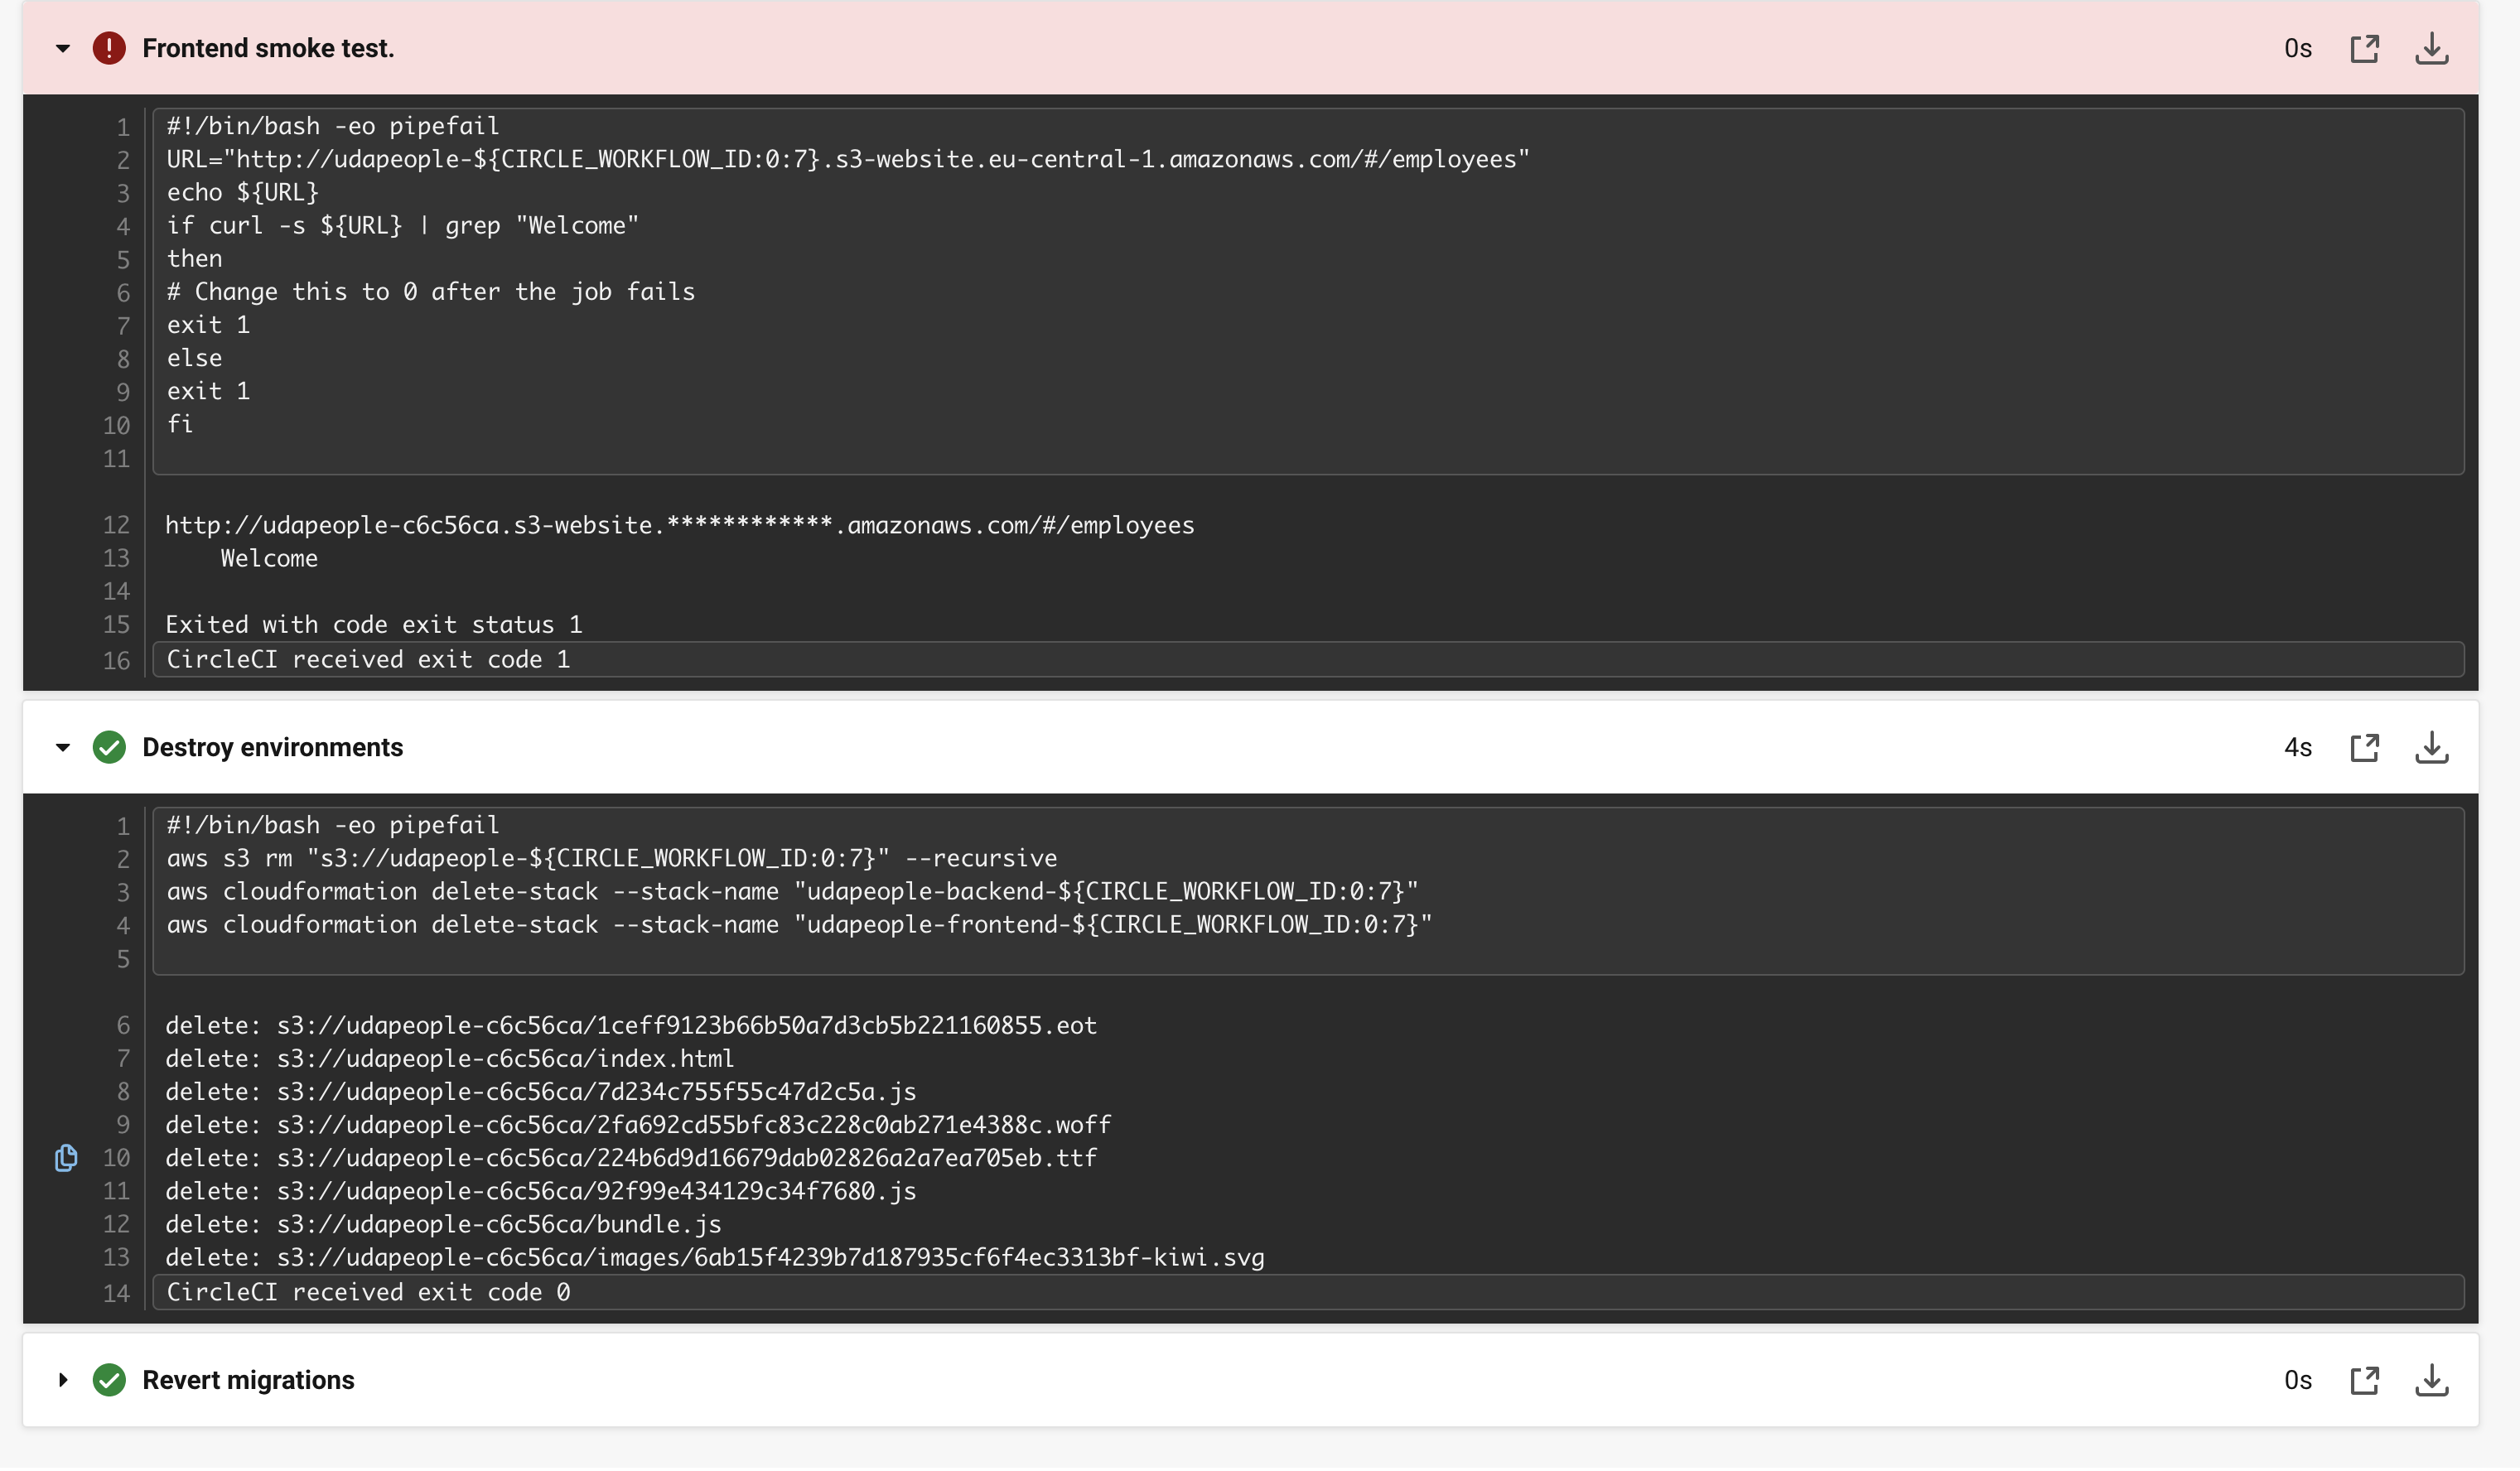 Frontend smoke test.
0s
1 #!/bin/bash -eo pipefail
2 URL="http://udapeople-${CIRCLE_WORKFLOW_ID:0:7}.s3-website.eu-central-1.amazonaws.com/#/employees"
3 echo ${URL}
4 if curl -s ${URL} | grep "Welcome"
5 then
6 # Change this to 0 after the job fails
7 exit 1
8 else
9 exit 1
10 fi
11
12 http://udapeople-c6c56ca.s3-website.************.amazonaws.com/#/employees
13 Welcome
14
15 Exited with code exit status 1
16 CircleCI received exit code 1
Destroy environments
4s
1 #!/bin/bash -eo pipefail
2 aws s3 rm "s3://udapeople-${CIRCLE_WORKFLOW_ID:0:7}" --recursive
3 aws cloudformation delete-stack --stack-name "udapeople-backend-${CIRCLE_WORKFLOW_ID:0:7}"
4 aws cloudformation delete-stack --stack-name "udapeople-frontend-${CIRCLE_WORKFLOW_ID:0:7}"
5
6 delete: s3://udapeople-c6c56ca/1ceff9123b66b50a7d3cb5b221160855.eot
7 delete: s3://udapeople-c6c56ca/index.html
8 delete: s3://udapeople-c6c56ca/7d234c755f55c47d2c5a.js
9 delete: s3://udapeople-c6c56ca/2fa692cd55bfc83c228c0ab271e4388c.woff
10 delete: s3://udapeople-c6c56ca/224b6d9d16679dab02826a2a7ea705eb.ttf
11 delete: s3://udapeople-c6c56ca/92f99e434129c34f7680.js
12 delete: s3://udapeople-c6c56ca/bundle.js
13 delete: s3://udapeople-c6c56ca/images/6ab15f4239b7d187935cf6f4ec3313bf-kiwi.svg
14 CircleCI received exit code 0
Revert migrations
0s